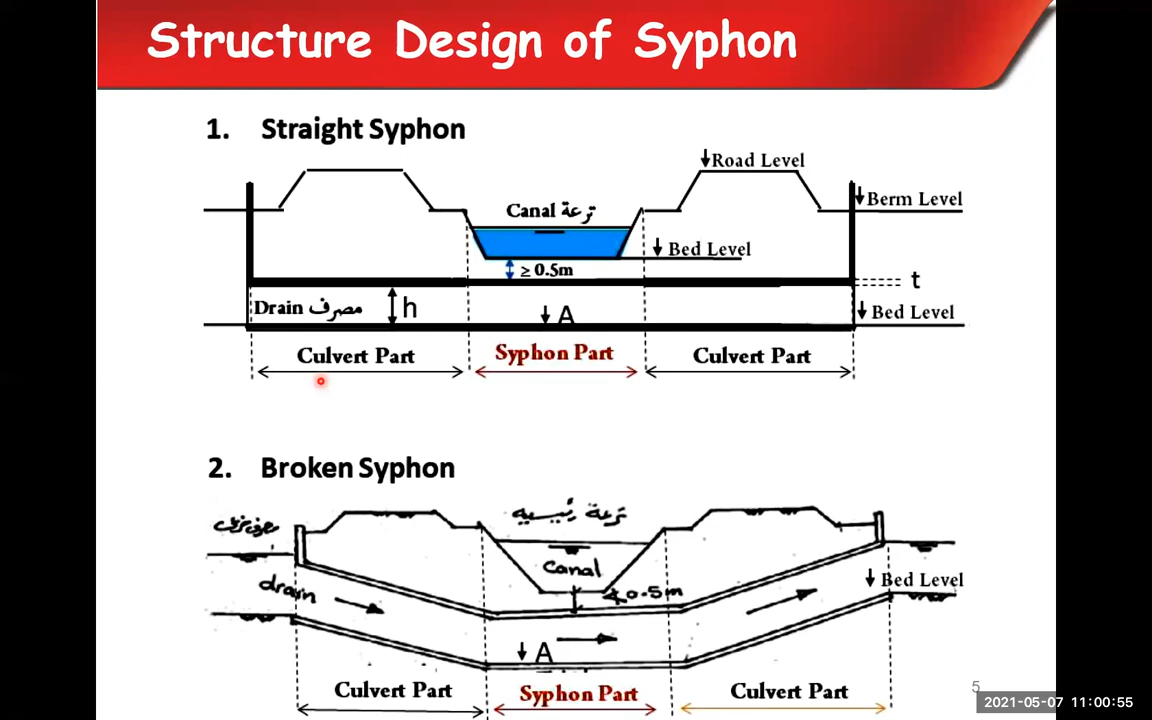 Structure Design of Syphon
1. Straight Syphon
↓Road Level
↓Berm Level
Canal ترعة
↓ Bed Level
≥ 0.5m
t
Drain مصرف
h
↓ A
↓ Bed Level
Culvert Part
Syphon Part
Culvert Part
2. Broken Syphon
ترعة رئيسيه
canal
drain
0.5m
↓ Bed Level
↓ A
Culvert Part
Syphon Part
Culvert Part
5
2021-05-07 11:00:55